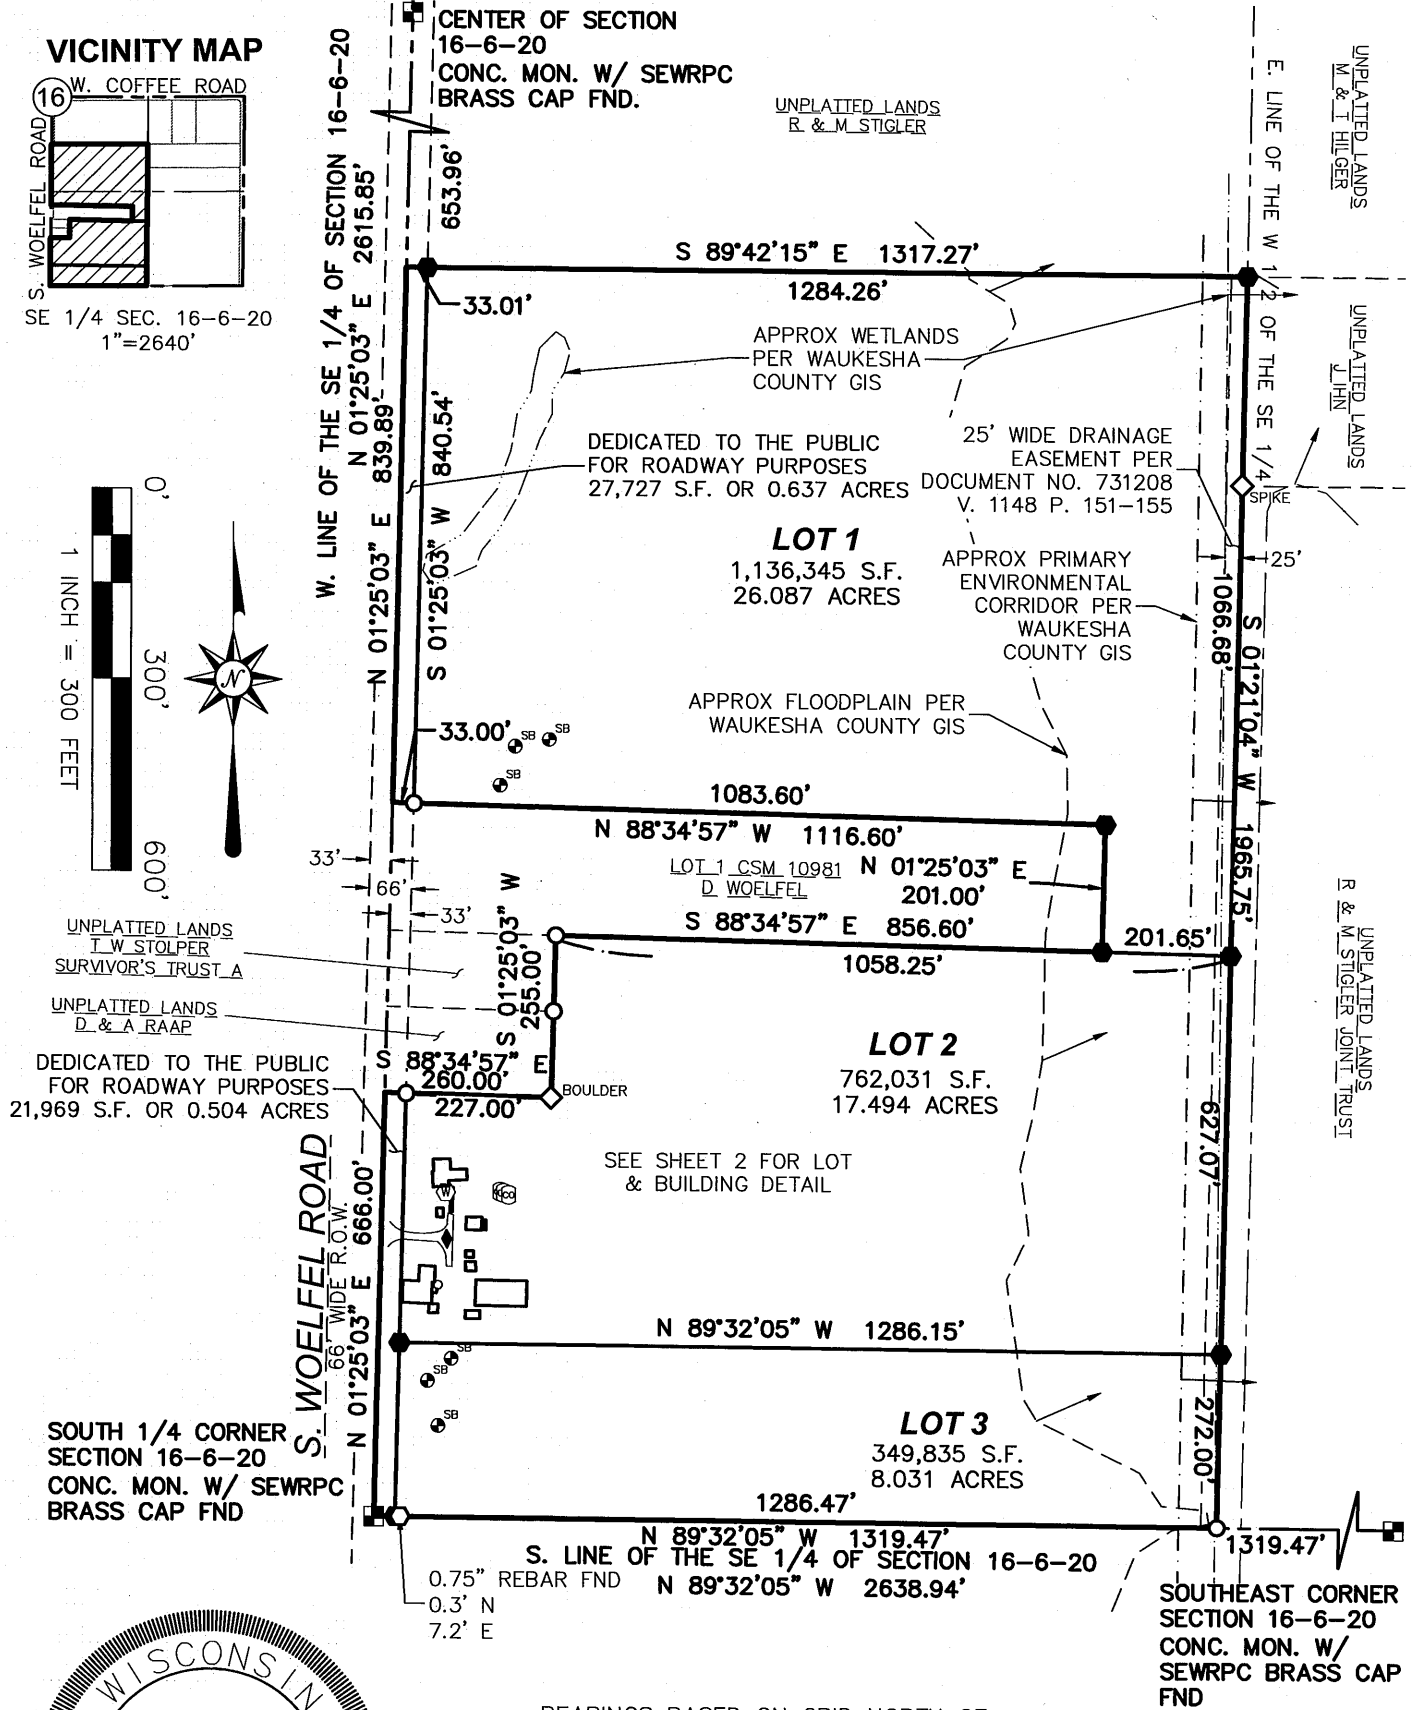 VICINITY MAP
16
W. COFFEE ROAD
S. WOELFEL ROAD
SE 1/4 SEC. 16-6-20
1"=2640'
CENTER OF SECTION
16-6-20
CONC. MON. W/ SEWRPC
BRASS CAP FND.
W. LINE OF THE SE 1/4 OF SECTION 16-6-20
N 01°25'03" E 2615.85'
653.96'
UNPLATTED LANDS
R & M STIGLER
E. LINE OF THE W 1/2 OF THE SE 1/4
UNPLATTED LANDS
M & T HILGER
S 89°42'15" E 1317.27'
1284.26'
33.01'
APPROX WETLANDS
PER WAUKESHA
COUNTY GIS
UNPLATTED LANDS
J IHN
N 01°25'03" E 839.89'
S 01°25'03" W 840.54'
DEDICATED TO THE PUBLIC
FOR ROADWAY PURPOSES
27,727 S.F. OR 0.637 ACRES
25' WIDE DRAINAGE
EASEMENT PER
DOCUMENT NO. 731208
V. 1148 P. 151-155
SPIKE
LOT 1
1,136,345 S.F.
26.087 ACRES
25'
APPROX PRIMARY
ENVIRONMENTAL
CORRIDOR PER
WAUKESHA
COUNTY GIS
1066.68'
S 01°21'04" W 1965.75'
0'
300'
600'
1 INCH = 300 FEET
N
APPROX FLOODPLAIN PER
WAUKESHA COUNTY GIS
33.00'
SB
SB
SB
1083.60'
N 88°34'57" W 1116.60'
33'
66'
33'
LOT 1 CSM 10981
D WOELFEL
N 01°25'03" E
201.00'
S 88°34'57" E 856.60'
201.65'
1058.25'
UNPLATTED LANDS
T W STOLPER
SURVIVOR'S TRUST A
S 01°25'03" W
255.00'
UNPLATTED LANDS
D & A RAAP
UNPLATTED LANDS
R & M STIGLER JOINT TRUST
S 88°34'57" E
260.00'
227.00'
BOULDER
DEDICATED TO THE PUBLIC
FOR ROADWAY PURPOSES
21,969 S.F. OR 0.504 ACRES
LOT 2
762,031 S.F.
17.494 ACRES
627.07'
SEE SHEET 2 FOR LOT
& BUILDING DETAIL
W
CO
S. WOELFEL ROAD
66' WIDE R.O.W.
N 01°25'03" E 666.00'
N 89°32'05" W 1286.15'
SB
SB
SB
LOT 3
349,835 S.F.
8.031 ACRES
272.00'
SOUTH 1/4 CORNER
SECTION 16-6-20
CONC. MON. W/ SEWRPC
BRASS CAP FND
1286.47'
N 89°32'05" W 1319.47'
S. LINE OF THE SE 1/4 OF SECTION 16-6-20
N 89°32'05" W 2638.94'
1319.47'
0.75" REBAR FND
0.3' N
7.2' E
SOUTHEAST CORNER
SECTION 16-6-20
CONC. MON. W/
SEWRPC BRASS CAP
FND
WISCONSIN